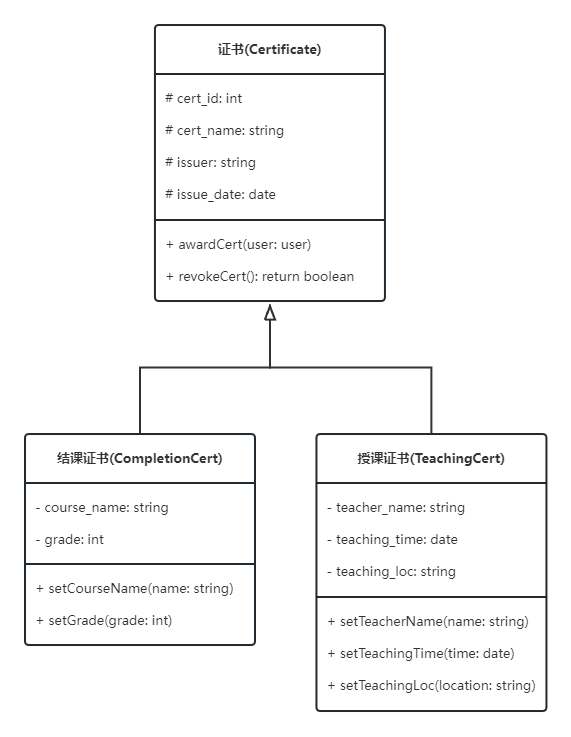 证书(Certificate)
# cert_id: int
# cert_name: string
# issuer: string
# issue_date: date
+ awardCert(user: user)
+ revokeCert(): return boolean
结课证书(CompletionCert)
- course_name: string
- grade: int
+ setCourseName(name: string)
+ setGrade(grade: int)
授课证书(TeachingCert)
- teacher_name: string
- teaching_time: date
- teaching_loc: string
+ setTeacherName(name: string)
+ setTeachingTime(time: date)
+ setTeachingLoc(location: string)